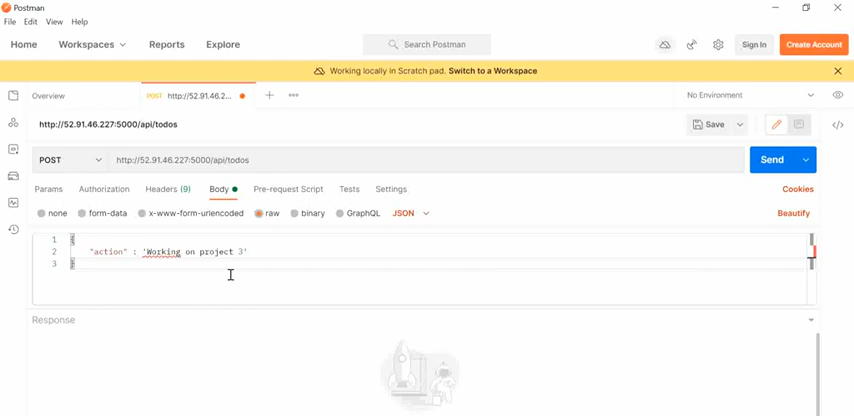 Postman
File Edit View Help
Home Workspaces Reports Explore Search Postman Sign In Create Account
Working locally in Scratch pad. Switch to a Workspace
Overview POST http://52.91.46.2... No Environment
http://52.91.46.227:5000/api/todos Save
POST http://52.91.46.227:5000/api/todos Send
Params Authorization Headers (9) Body Pre-request Script Tests Settings Cookies
none form-data x-www-form-urlencoded raw binary GraphQL JSON Beautify
1 {
2 "action" : 'Working on project 3'
3 }
Response